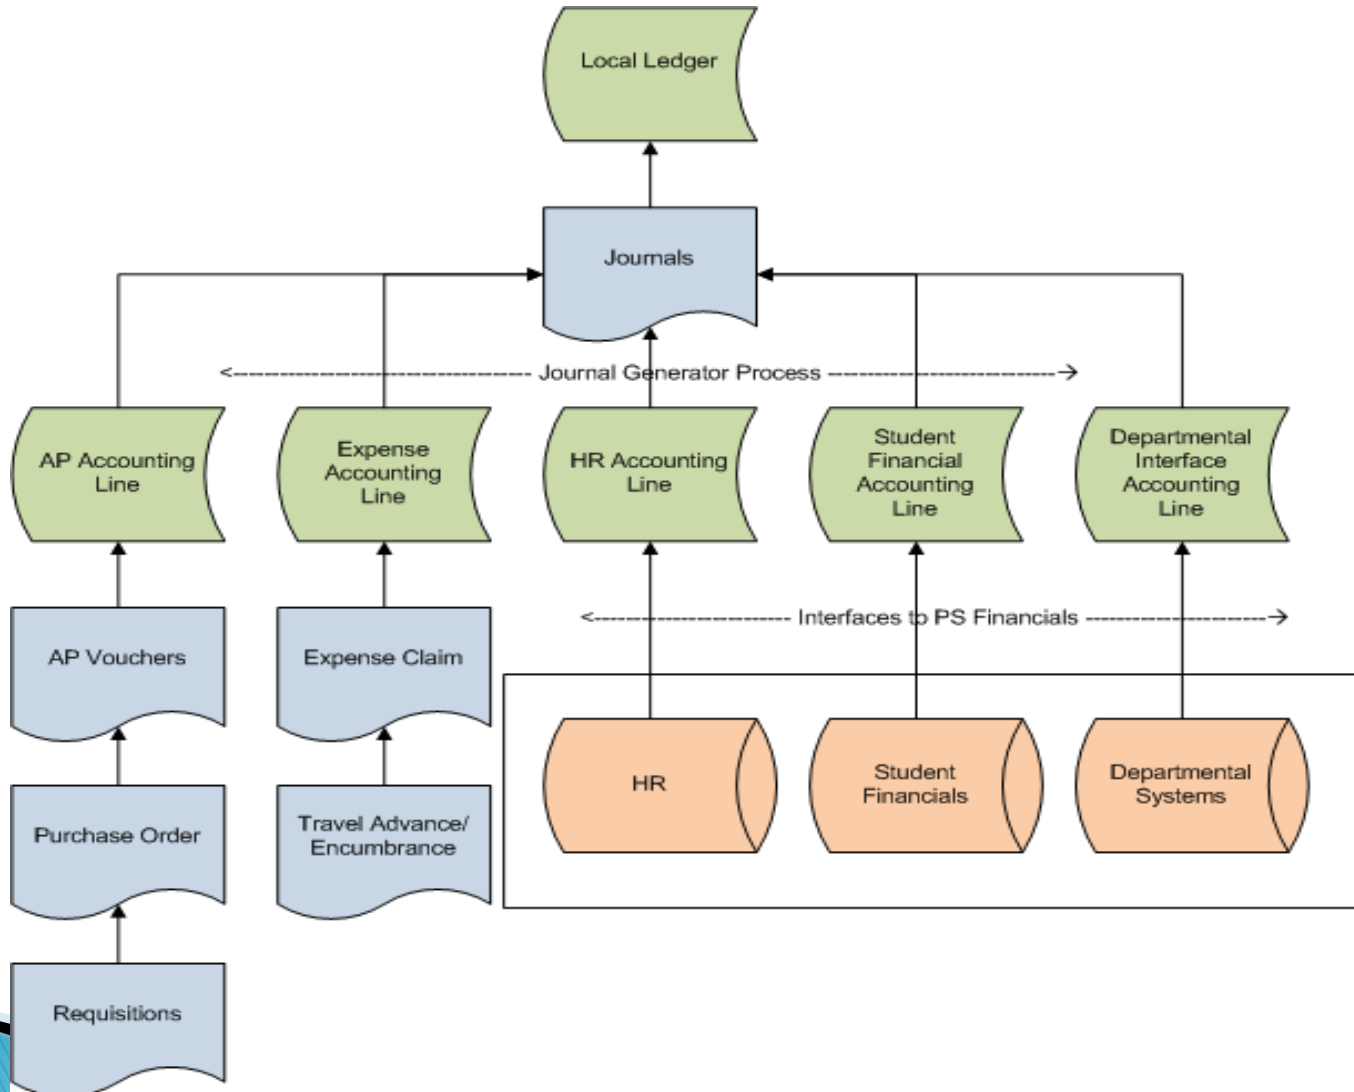 Local Ledger
Journals
<---------------------------------- Journal Generator Process ----------------------------->
AP Accounting
Line
Expense
Accounting
Line
HR Accounting
Line
Student
Financial
Accounting
Line
Departmental
Interface
Accounting
Line
<------------------------ Interfaces to PS Financials ----------------------->
AP Vouchers
Expense Claim
Purchase Order
Travel Advance/
Encumbrance
HR
Student
Financials
Departmental
Systems
Requisitions